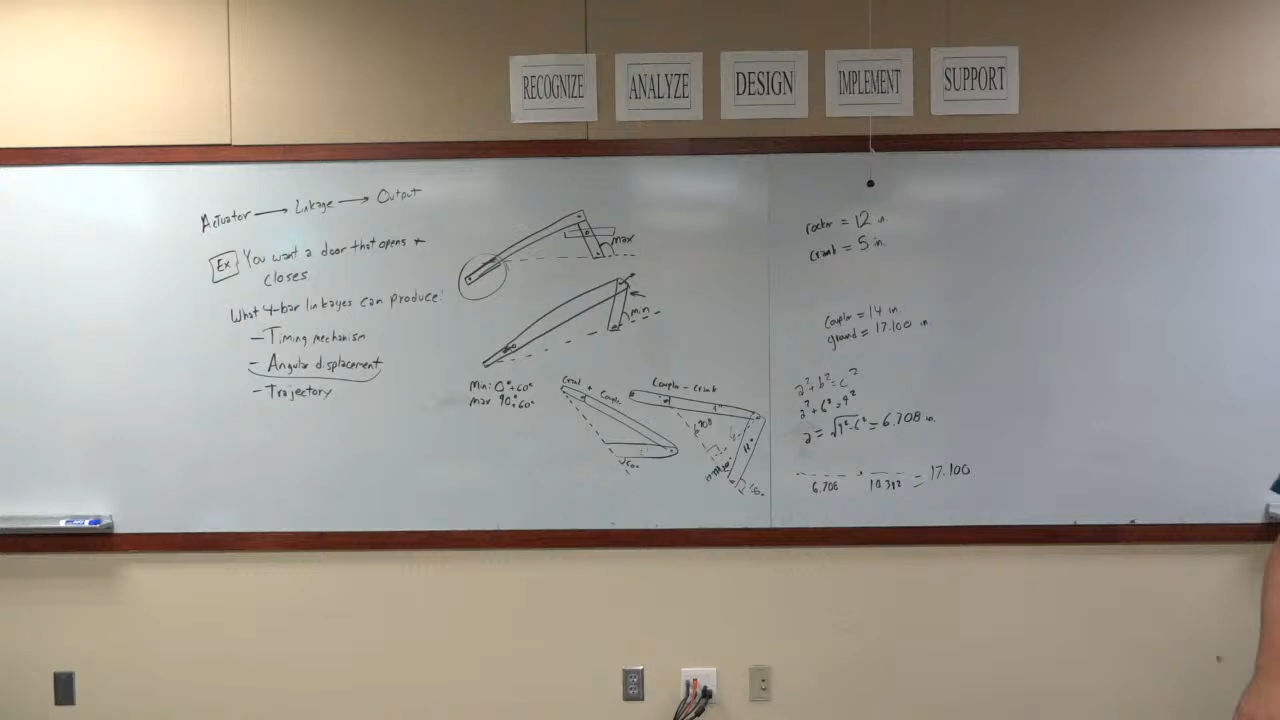 RECOGNIZE
ANALYZE
DESIGN
IMPLEMENT
SUPPORT
Actuator → Linkage → Output
Ex You want a door that opens +
closes
What 4-bar linkages can produce:
- Timing mechanism
- Angular displacement
- Trajectory
max
min
Min: 0°+60°
max 90°+60°
Crank + Coupler
60°
Coupler - Crank
9"
12"
rocker = 12 in.
crank = 5 in.
Coupler = 14 in.
ground = 17.100 in.
a²+b²=c²
a²+6²=9²
a = √9²-6² = 6.708 in.
6.708 + 10.392 = 17.100